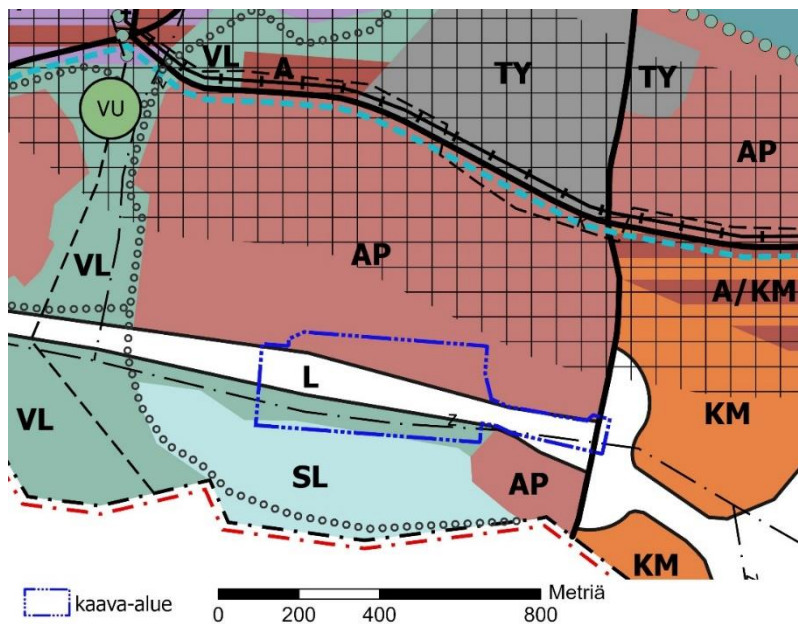 VL
A
TY
TY
VU
AP
AP
VL
A/KM
L
z
VL
KM
SL
AP
KM
kaava-alue
Metriä
0 200 400 800